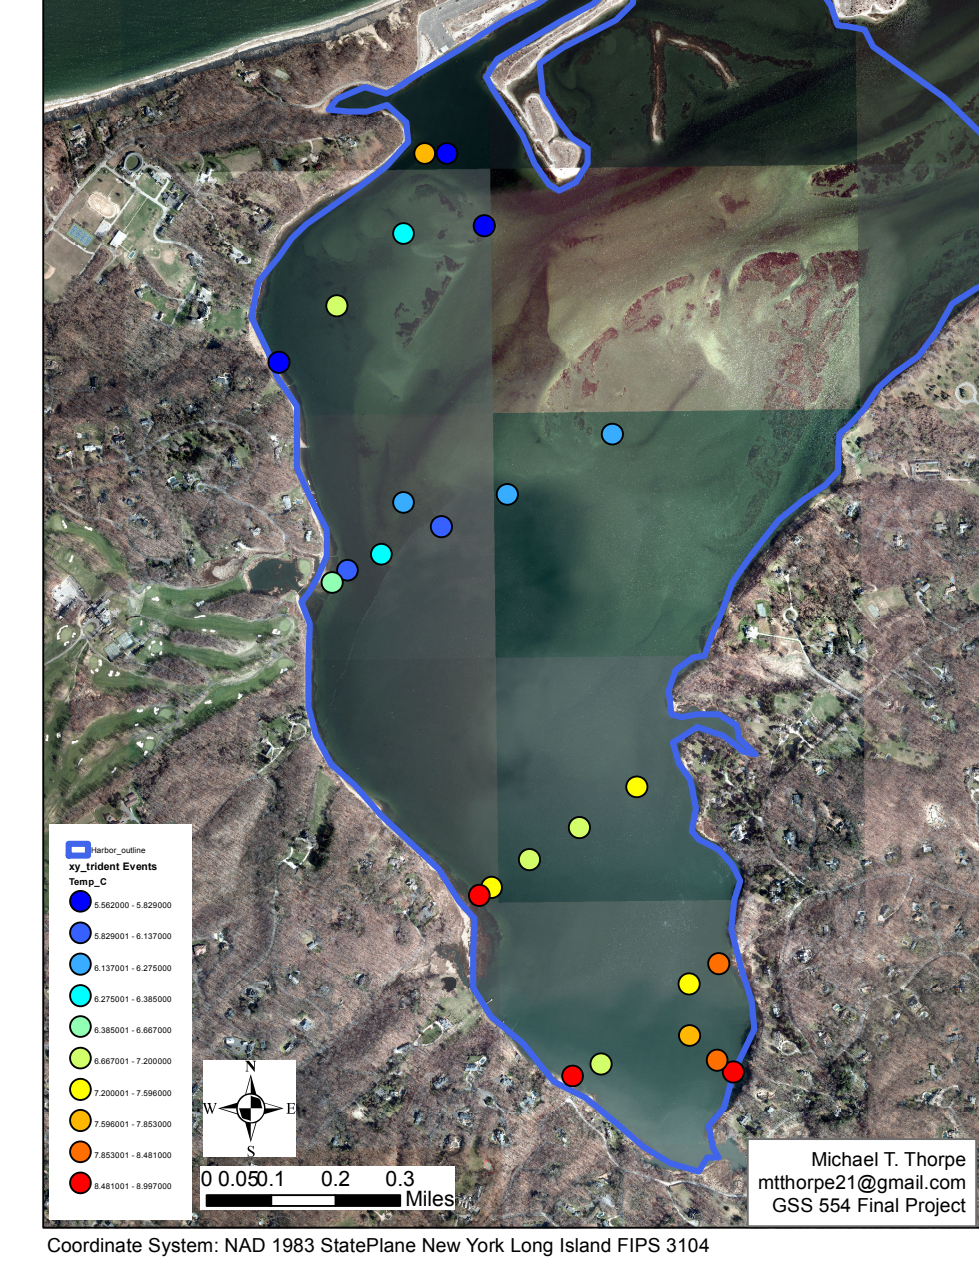 Harbor_outline
xy_trident Events
Temp_C
5.562000 - 5.829000
5.829001 - 6.137000
6.137001 - 6.275000
6.275001 - 6.385000
6.385001 - 6.667000
6.667001 - 7.200000
7.200001 - 7.596000
7.596001 - 7.853000
7.853001 - 8.481000
8.481001 - 8.997000
N
W E
S
0 0.05 0.1 0.2 0.3
Miles
Michael T. Thorpe
mtthorpe21@gmail.com
GSS 554 Final Project
Coordinate System: NAD 1983 StatePlane New York Long Island FIPS 3104